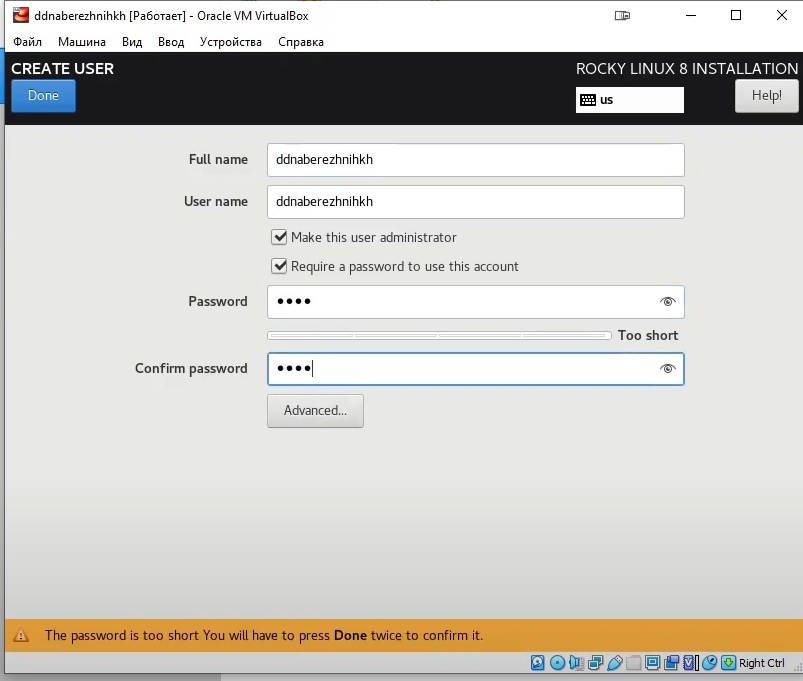 ddnaberezhnihkh [Работает] - Oracle VM VirtualBox
Файл Машина Вид Ввод Устройства Справка
CREATE USER ROCKY LINUX 8 INSTALLATION
Done us Help!
Full name ddnaberezhnihkh
User name ddnaberezhnihkh
Make this user administrator
Require a password to use this account
Password ••••
Too short
Confirm password ••••
Advanced...
The password is too short You will have to press Done twice to confirm it.
Right Ctrl